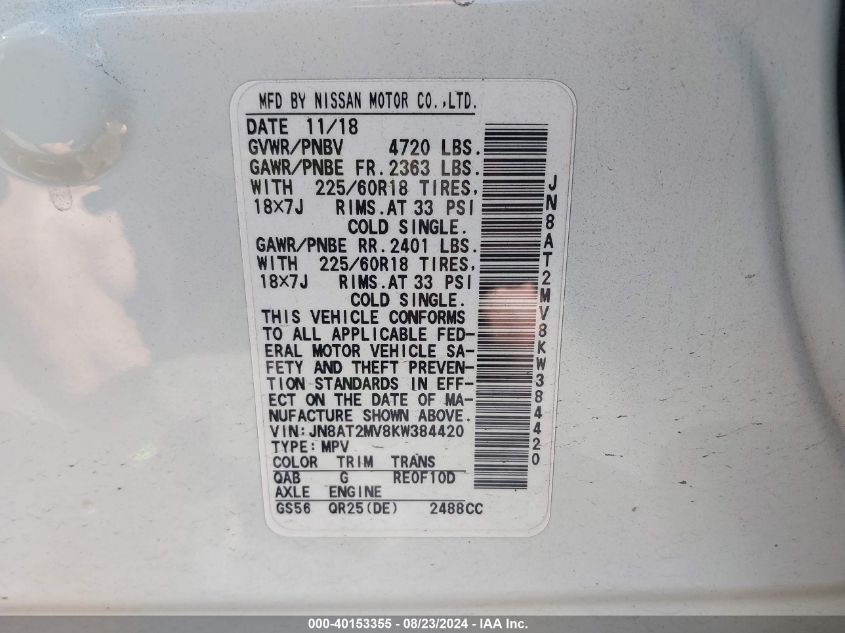 MFD BY NISSAN MOTOR CO.,LTD.
DATE 11/18
GVWR/PNBV 4720 LBS.
GAWR/PNBE FR. 2363 LBS.
WITH 225/60R18 TIRES,
18×7J RIMS.AT 33 PSI
COLD SINGLE.
GAWR/PNBE RR. 2401 LBS.
WITH 225/60R18 TIRES,
18×7J RIMS.AT 33 PSI
COLD SINGLE.
THIS VEHICLE CONFORMS
TO ALL APPLICABLE FED-
ERAL MOTOR VEHICLE SA-
FETY AND THEFT PREVEN-
TION STANDARDS IN EFF-
ECT ON THE DATE OF MA-
NUFACTURE SHOWN ABOVE.
VIN:JN8AT2MV8KW384420
TYPE:MPV
COLOR TRIM TRANS
QAB G RE0F10D
AXLE ENGINE
GS56 QR25(DE) 2488CC
JN8AT2MV8KW384420
000-40153355 - 08/23/2024 - IAA Inc.